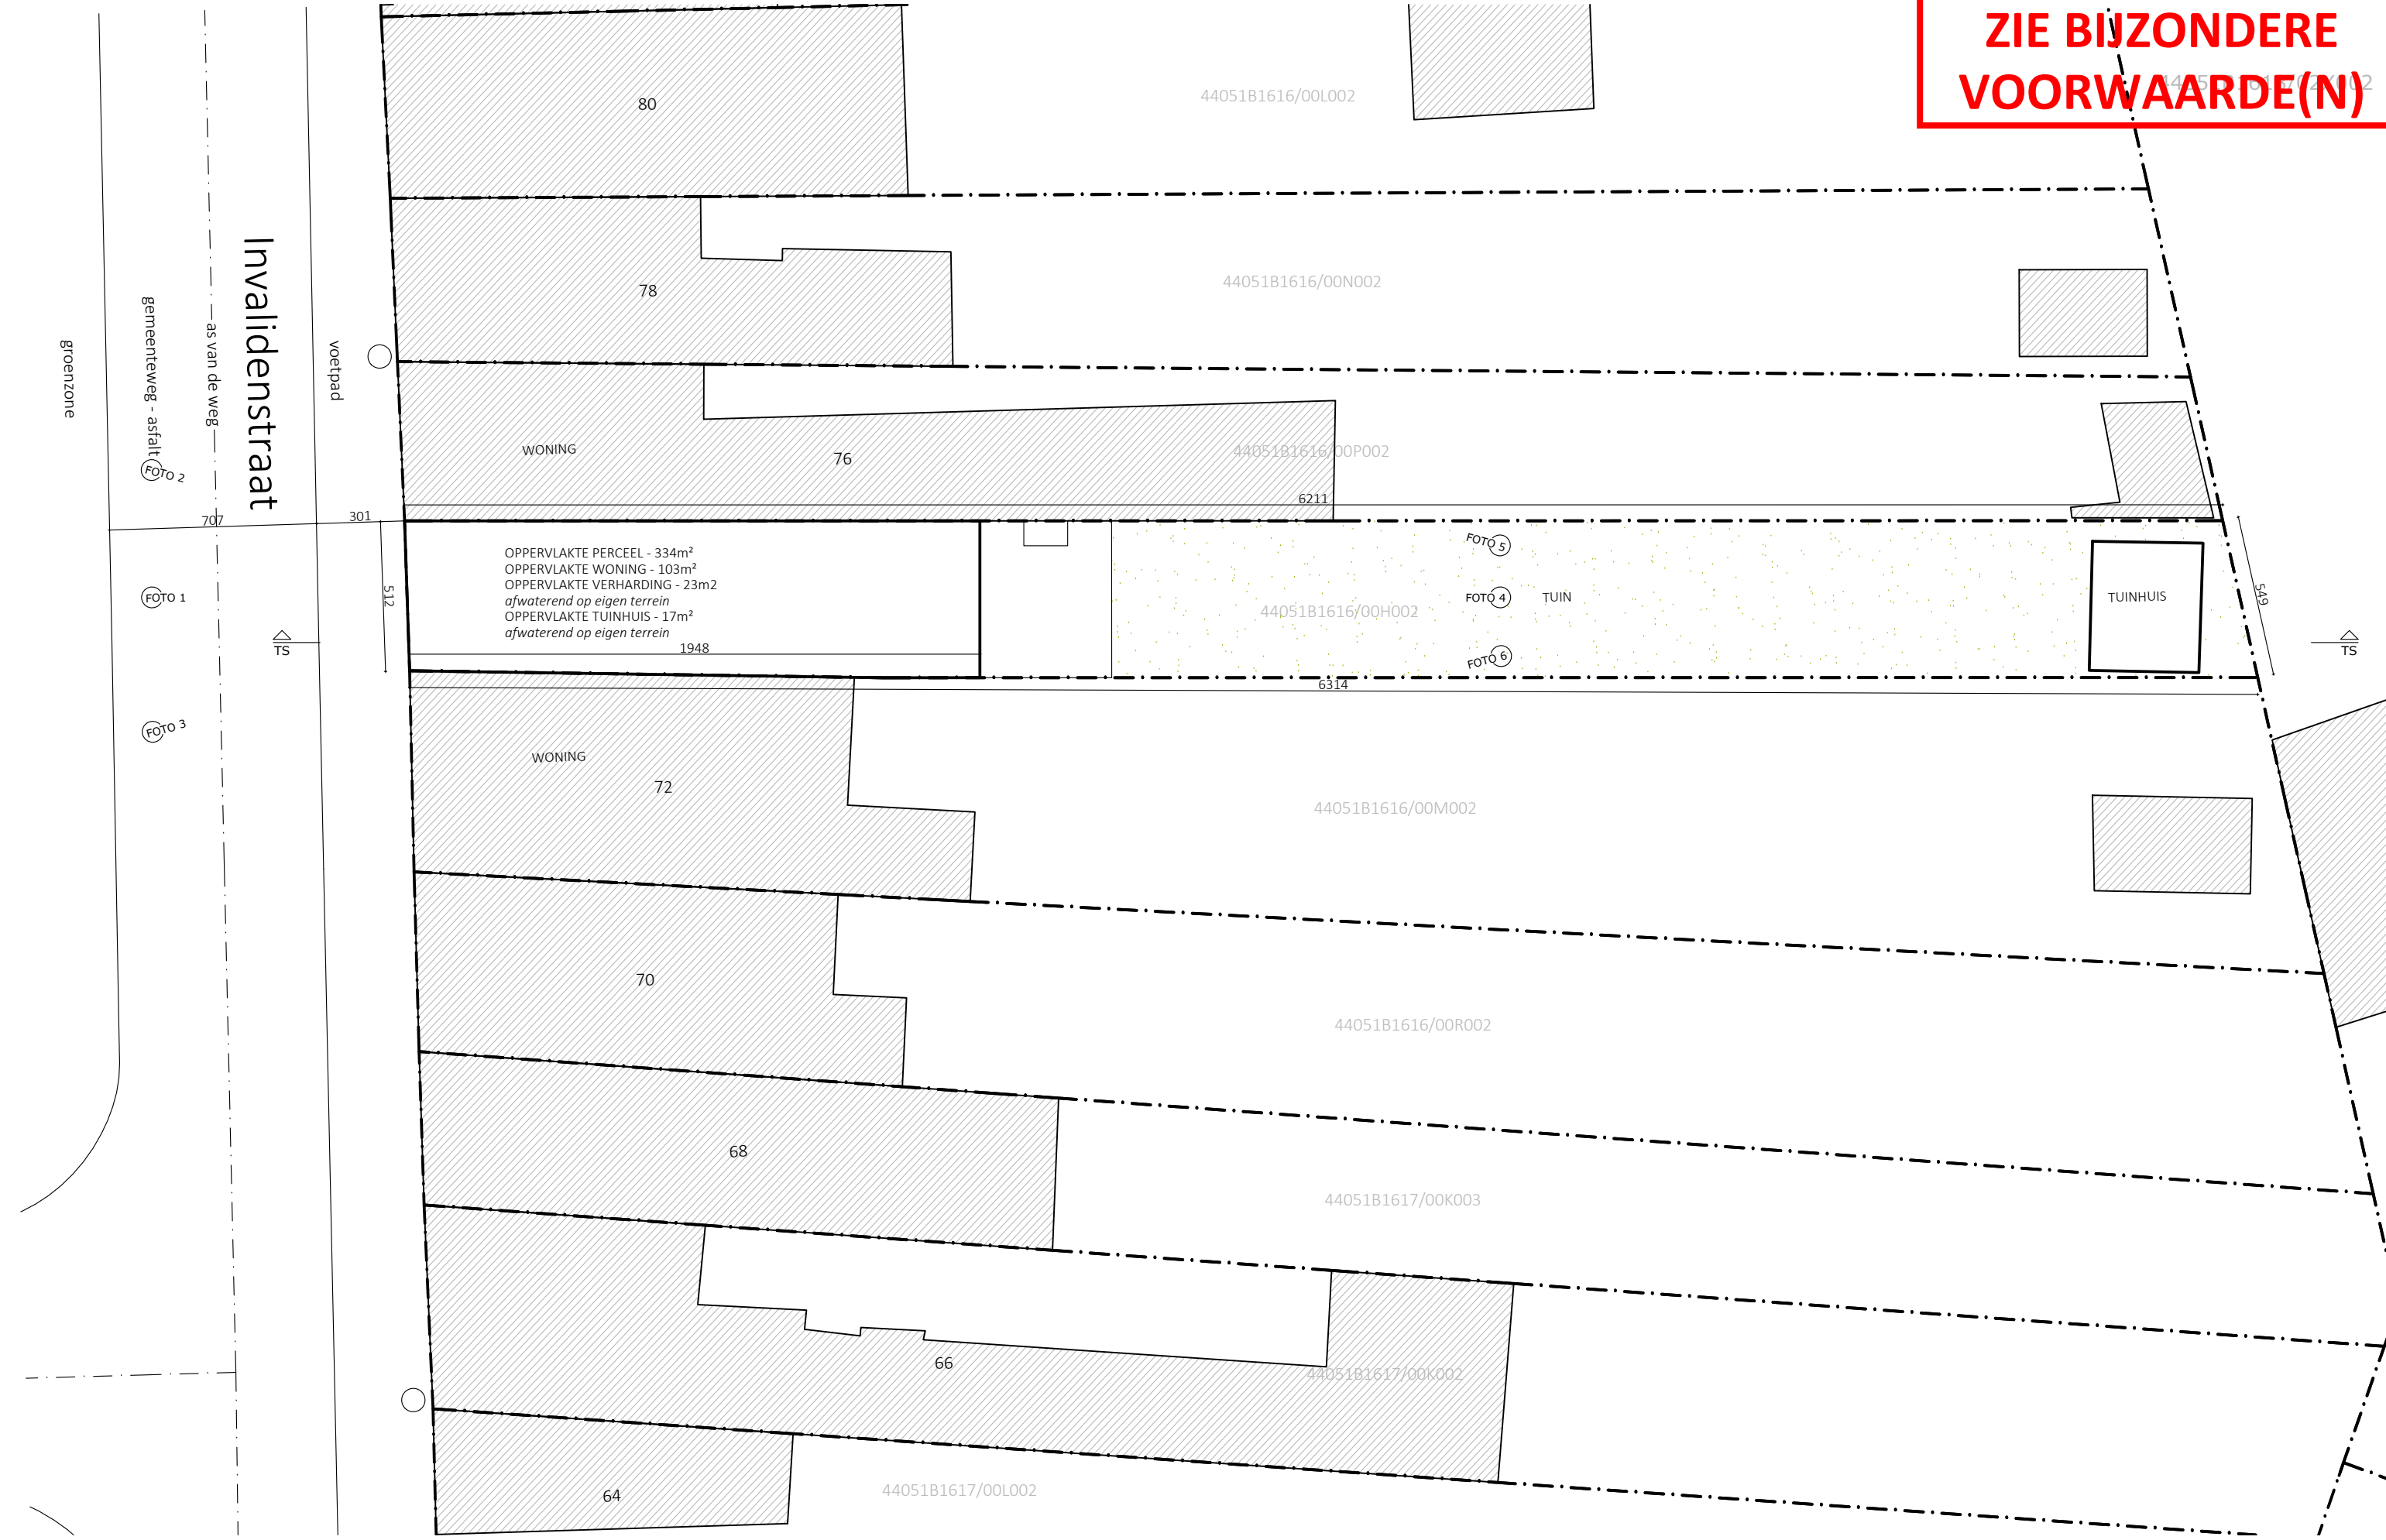 ZIE BIJZONDERE
VOORWAARDE(N)
80
44051B1616/00L002
78
44051B1616/00N002
Invalidenstraat
groenzone
gemeenteweg - asfalt
as van de weg
voetpad
WONING
76
44051B1616/00P002
FOTO 2
6211
707
301
512
OPPERVLAKTE PERCEEL - 334m²
OPPERVLAKTE WONING - 103m²
OPPERVLAKTE VERHARDING - 23m2
afwaterend op eigen terrein
OPPERVLAKTE TUINHUIS - 17m²
afwaterend op eigen terrein
1948
FOTO 5
FOTO 1
44051B1616/00H002
FOTO 4
TUIN
TUINHUIS
549
TS
TS
FOTO 6
6314
FOTO 3
WONING
72
44051B1616/00M002
70
44051B1616/00R002
68
44051B1617/00K003
66
44051B1617/00K002
64
44051B1617/00L002